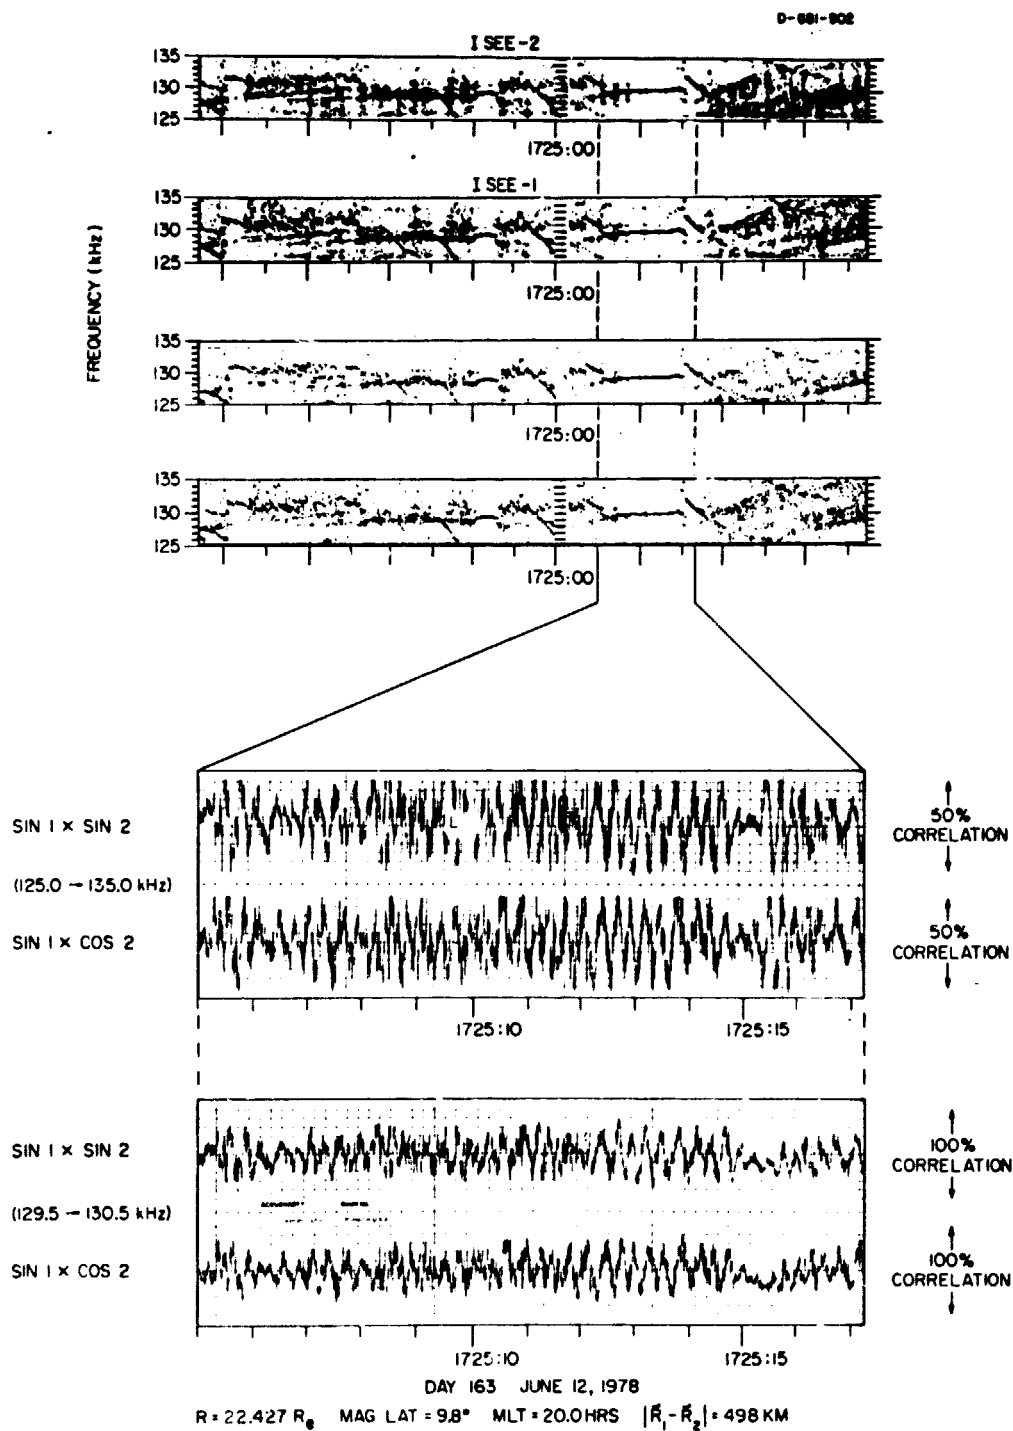 D-681-902
I SEE-2
135
130
125
1725:00
I SEE-1
FREQUENCY (kHz)
135
130
125
1725:00
135
130
125
1725:00
135
130
125
1725:00
SIN 1 × SIN 2
50%
CORRELATION
(125.0 → 135.0 kHz)
SIN 1 × COS 2
50%
CORRELATION
1725:10
1725:15
SIN 1 × SIN 2
100%
CORRELATION
(129.5 → 130.5 kHz)
SIN 1 × COS 2
100%
CORRELATION
1725:10
1725:15
DAY 163 JUNE 12, 1978
R = 22.427 Re MAG LAT = 9.8° MLT = 20.0 HRS |R⃗1-R⃗2| = 498 KM